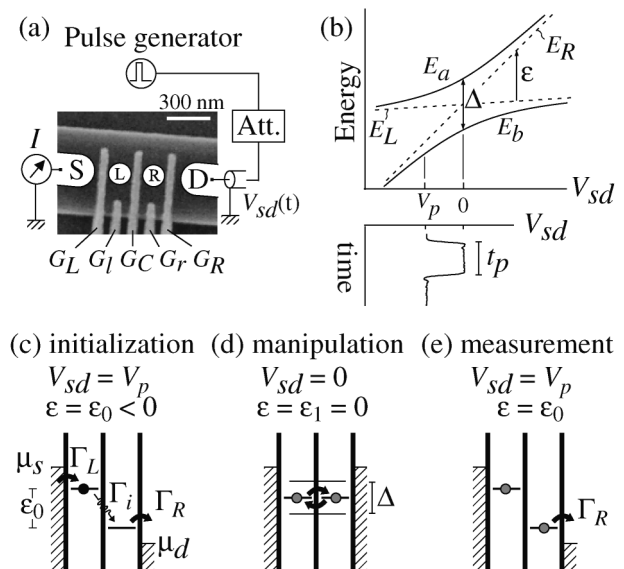 (a)
Pulse generator
300 nm
Att.
I
S
L
R
D
V_sd(t)
G_L G_l G_C G_r G_R
(b)
Energy
E_a
E_R
ε
Δ
E_L
E_b
V_p
0
V_sd
V_sd
time
t_p
(c) initialization
V_sd = V_p
ε = ε_0 < 0
μ_s
Γ_L
ε_0
Γ_i
Γ_R
μ_d
(d) manipulation
V_sd = 0
ε = ε_1 = 0
Δ
(e) measurement
V_sd = V_p
ε = ε_0
Γ_R